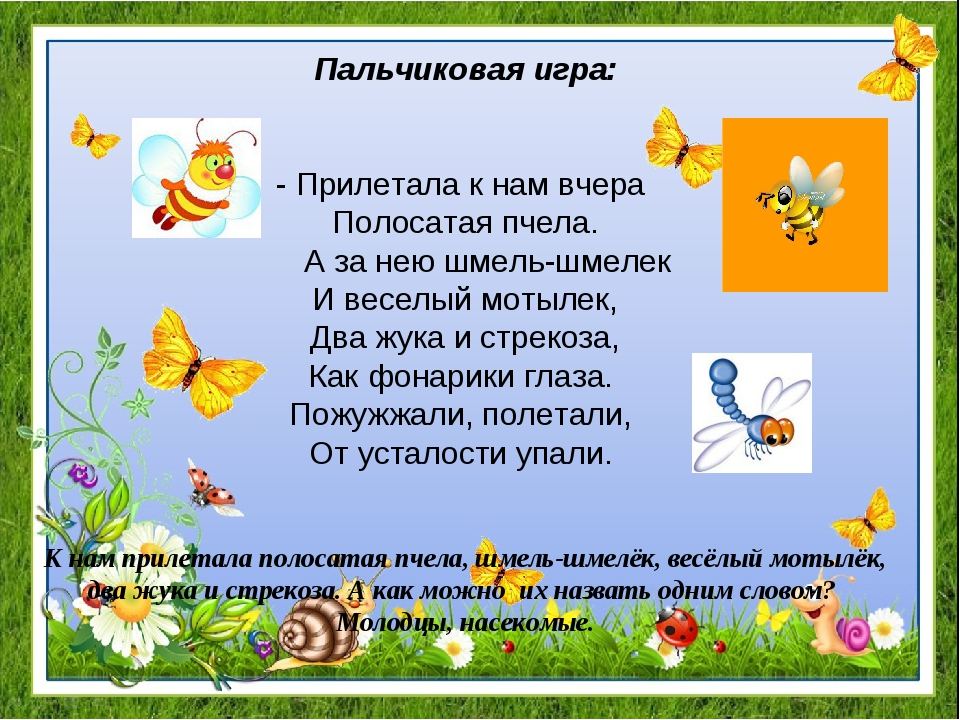 Пальчиковая игра:
- Прилетала к нам вчера
Полосатая пчела.
А за нею шмель-шмелек
И веселый мотылек,
Два жука и стрекоза,
Как фонарики глаза.
Пожужжали, полетали,
От усталости упали.
К нам прилетала полосатая пчела, шмель-шмелёк, весёлый мотылёк,
два жука и стрекоза. А как можно их назвать одним словом?
Молодцы, насекомые.